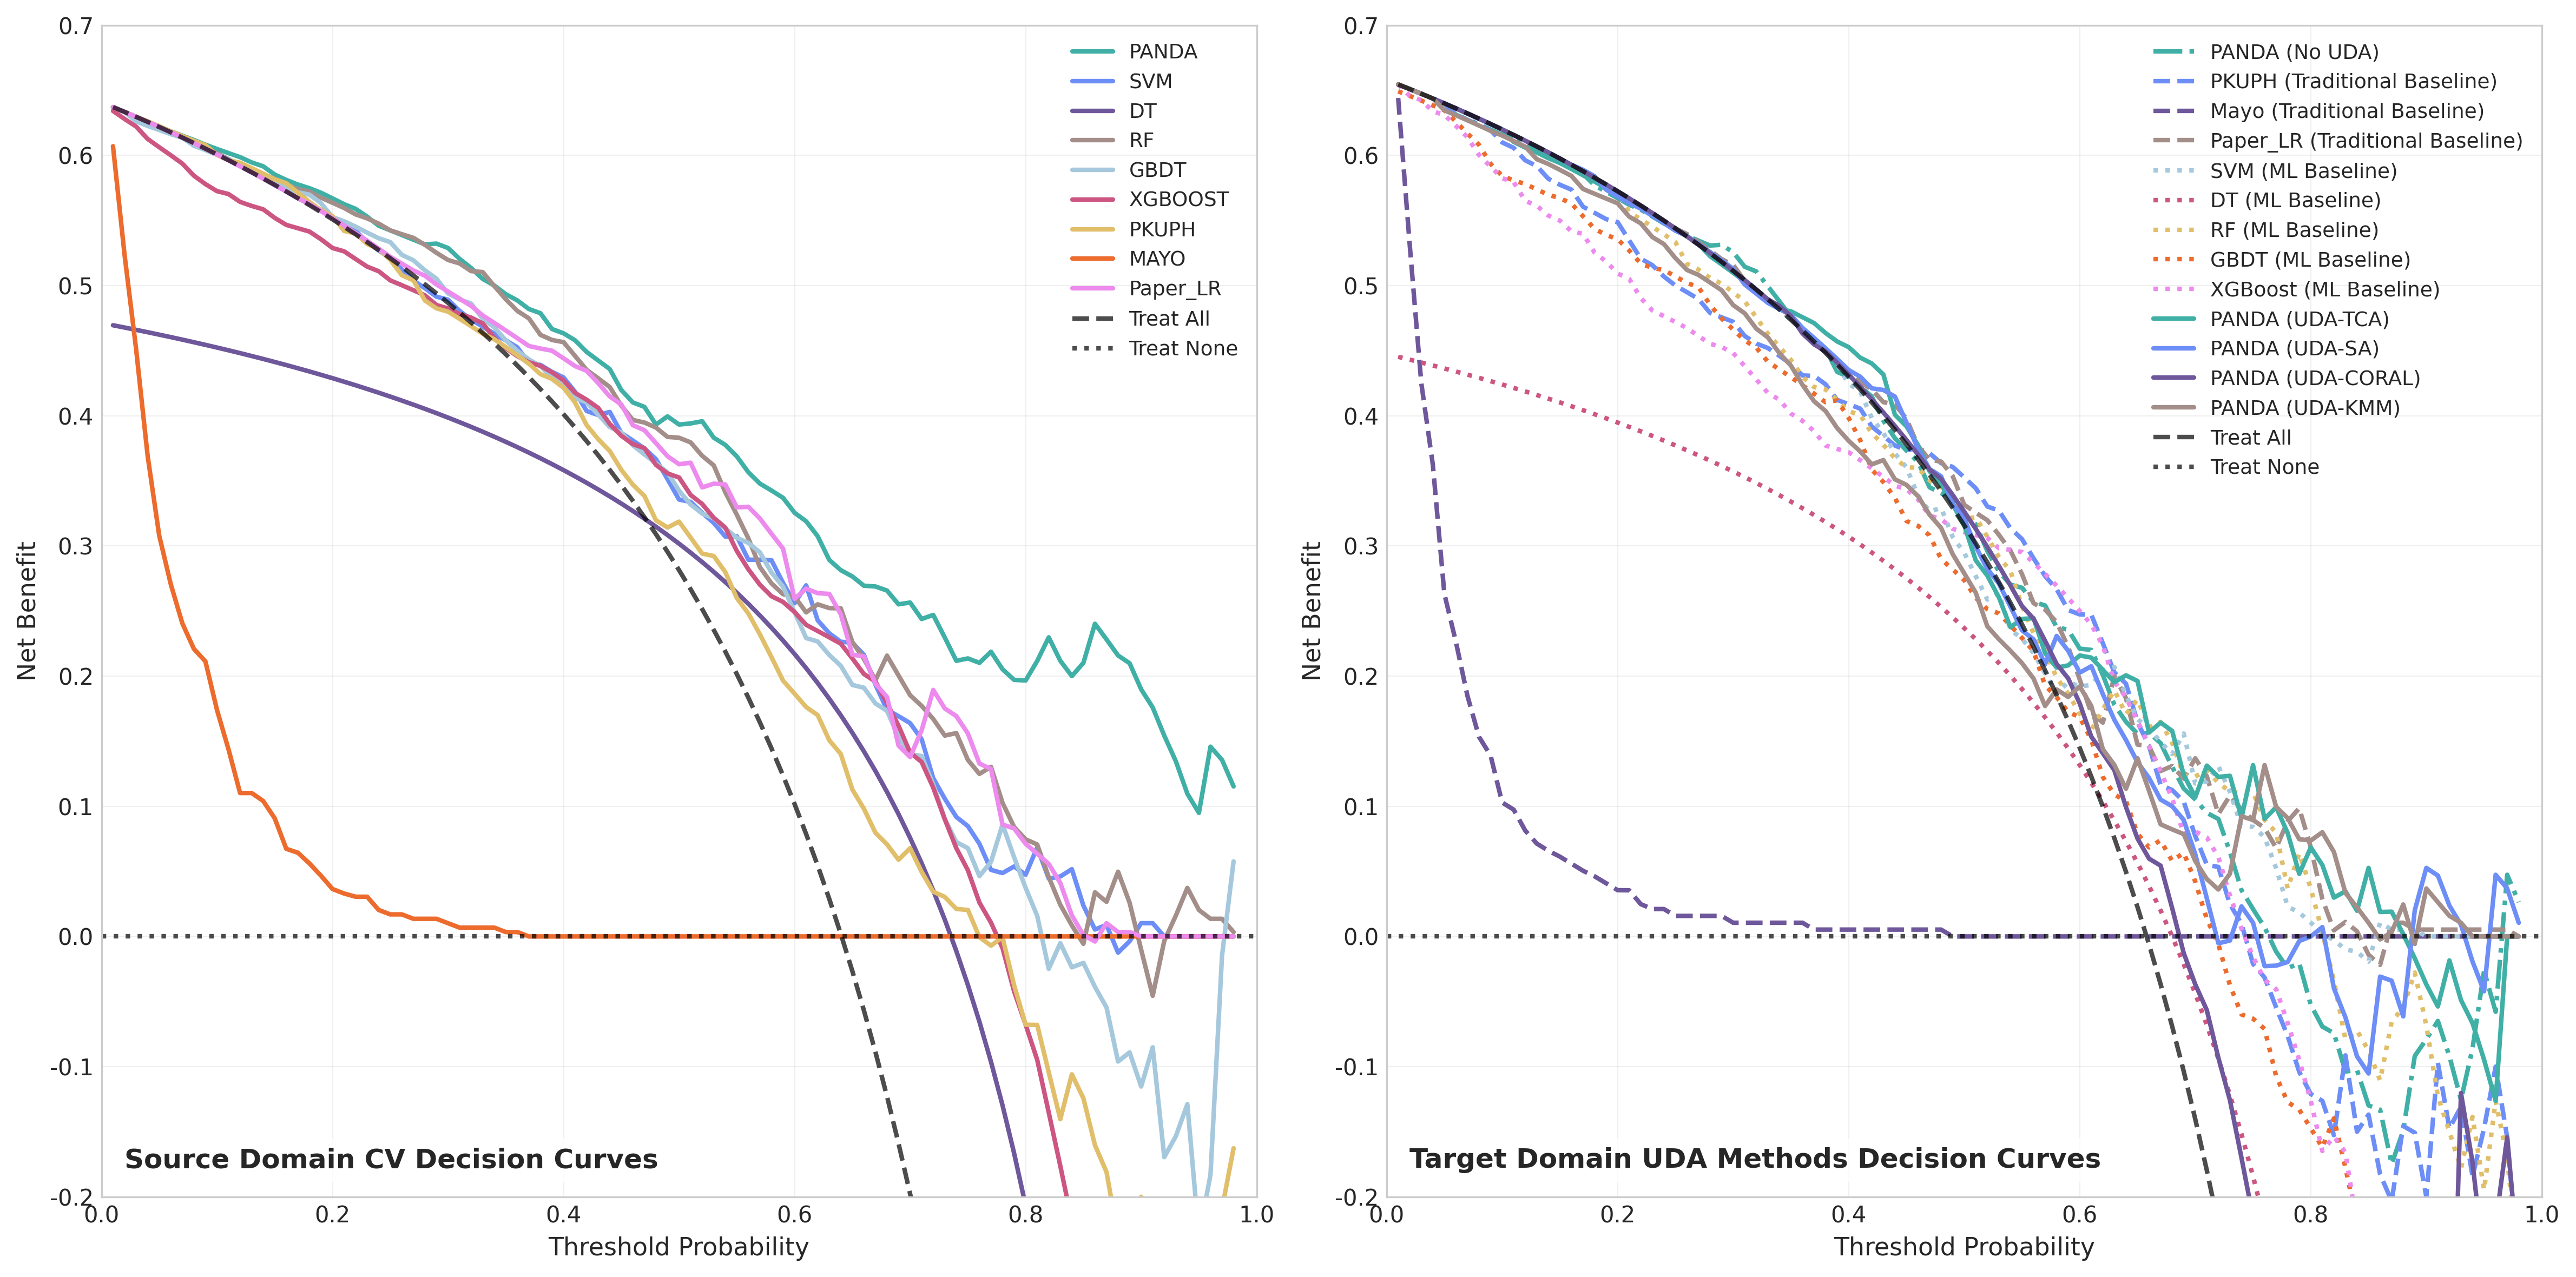 0.7
0.6
0.5
0.4
0.3
0.2
0.1
0.0
-0.1
-0.2
Net Benefit
PANDA
SVM
DT
RF
GBDT
XGBOOST
PKUPH
MAYO
Paper_LR
Treat All
Treat None
Source Domain CV Decision Curves
0.0 0.2 0.4 0.6 0.8 1.0
Threshold Probability
0.7
0.6
0.5
0.4
0.3
0.2
0.1
0.0
-0.1
-0.2
Net Benefit
PANDA (No UDA)
PKUPH (Traditional Baseline)
Mayo (Traditional Baseline)
Paper_LR (Traditional Baseline)
SVM (ML Baseline)
DT (ML Baseline)
RF (ML Baseline)
GBDT (ML Baseline)
XGBoost (ML Baseline)
PANDA (UDA-TCA)
PANDA (UDA-SA)
PANDA (UDA-CORAL)
PANDA (UDA-KMM)
Treat All
Treat None
Target Domain UDA Methods Decision Curves
0.0 0.2 0.4 0.6 0.8 1.0
Threshold Probability